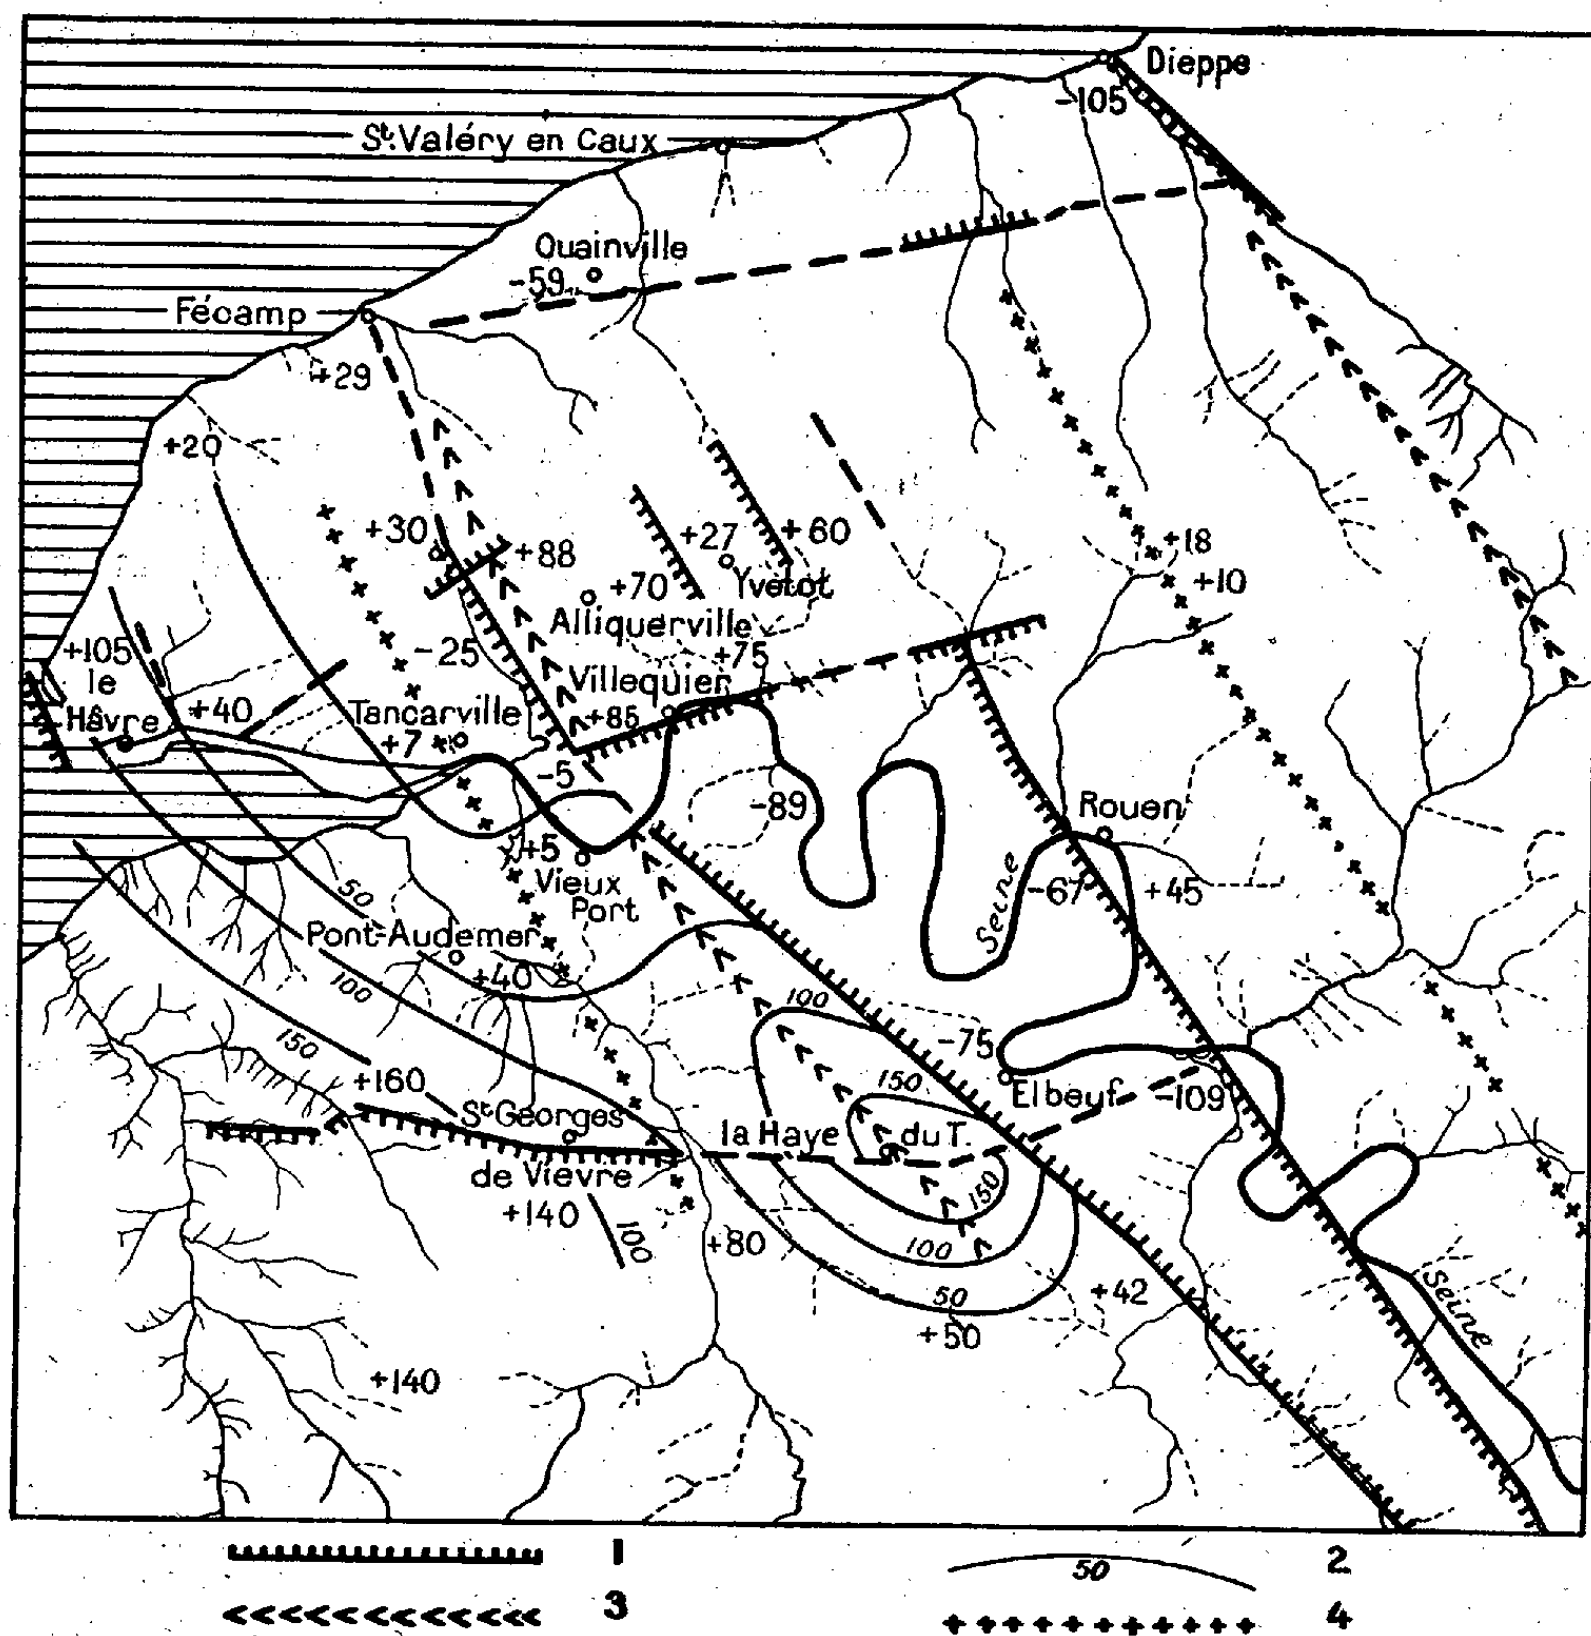 Dieppe
-105
St. Valéry en Caux
Ouainville
-59
Fécamp
+29
+20
+30
+88
+27
+60
+18
+70
Yvetot
+10
Alliquerville
+105
-25
+75
le
Villequier
Hâvre
+40
Tancarville
+85
+7
-5
-89
Rouen
+5
Vieux
Port
50
Seine
-67
+45
Pont-Audemer
+40
100
100
150
-75
+160
150
Elbeuf
-109
St Georges
la Haye du T.
de Vievre
+140
100
150
+80
100
50
+42
+50
Seine
+140
1
50
2
3
4